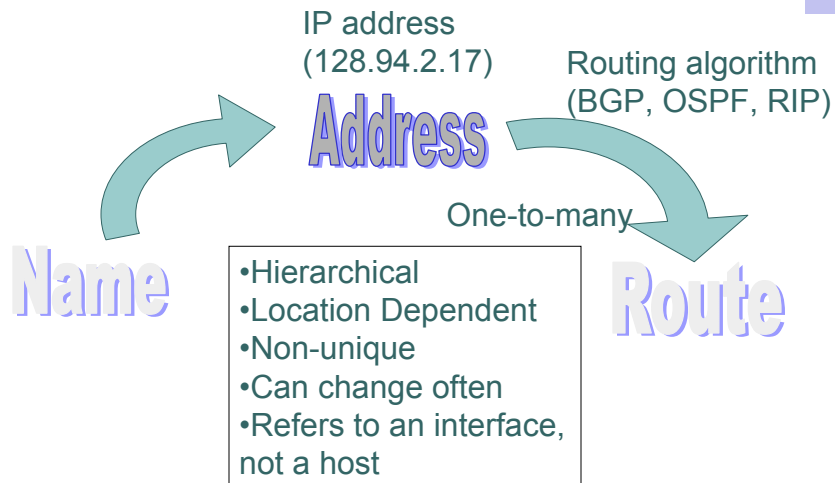 IP address
(128.94.2.17)
Routing algorithm
(BGP, OSPF, RIP)
Address
One-to-many
Name
•Hierarchical
•Location Dependent
•Non-unique
•Can change often
•Refers to an interface,
not a host
Route